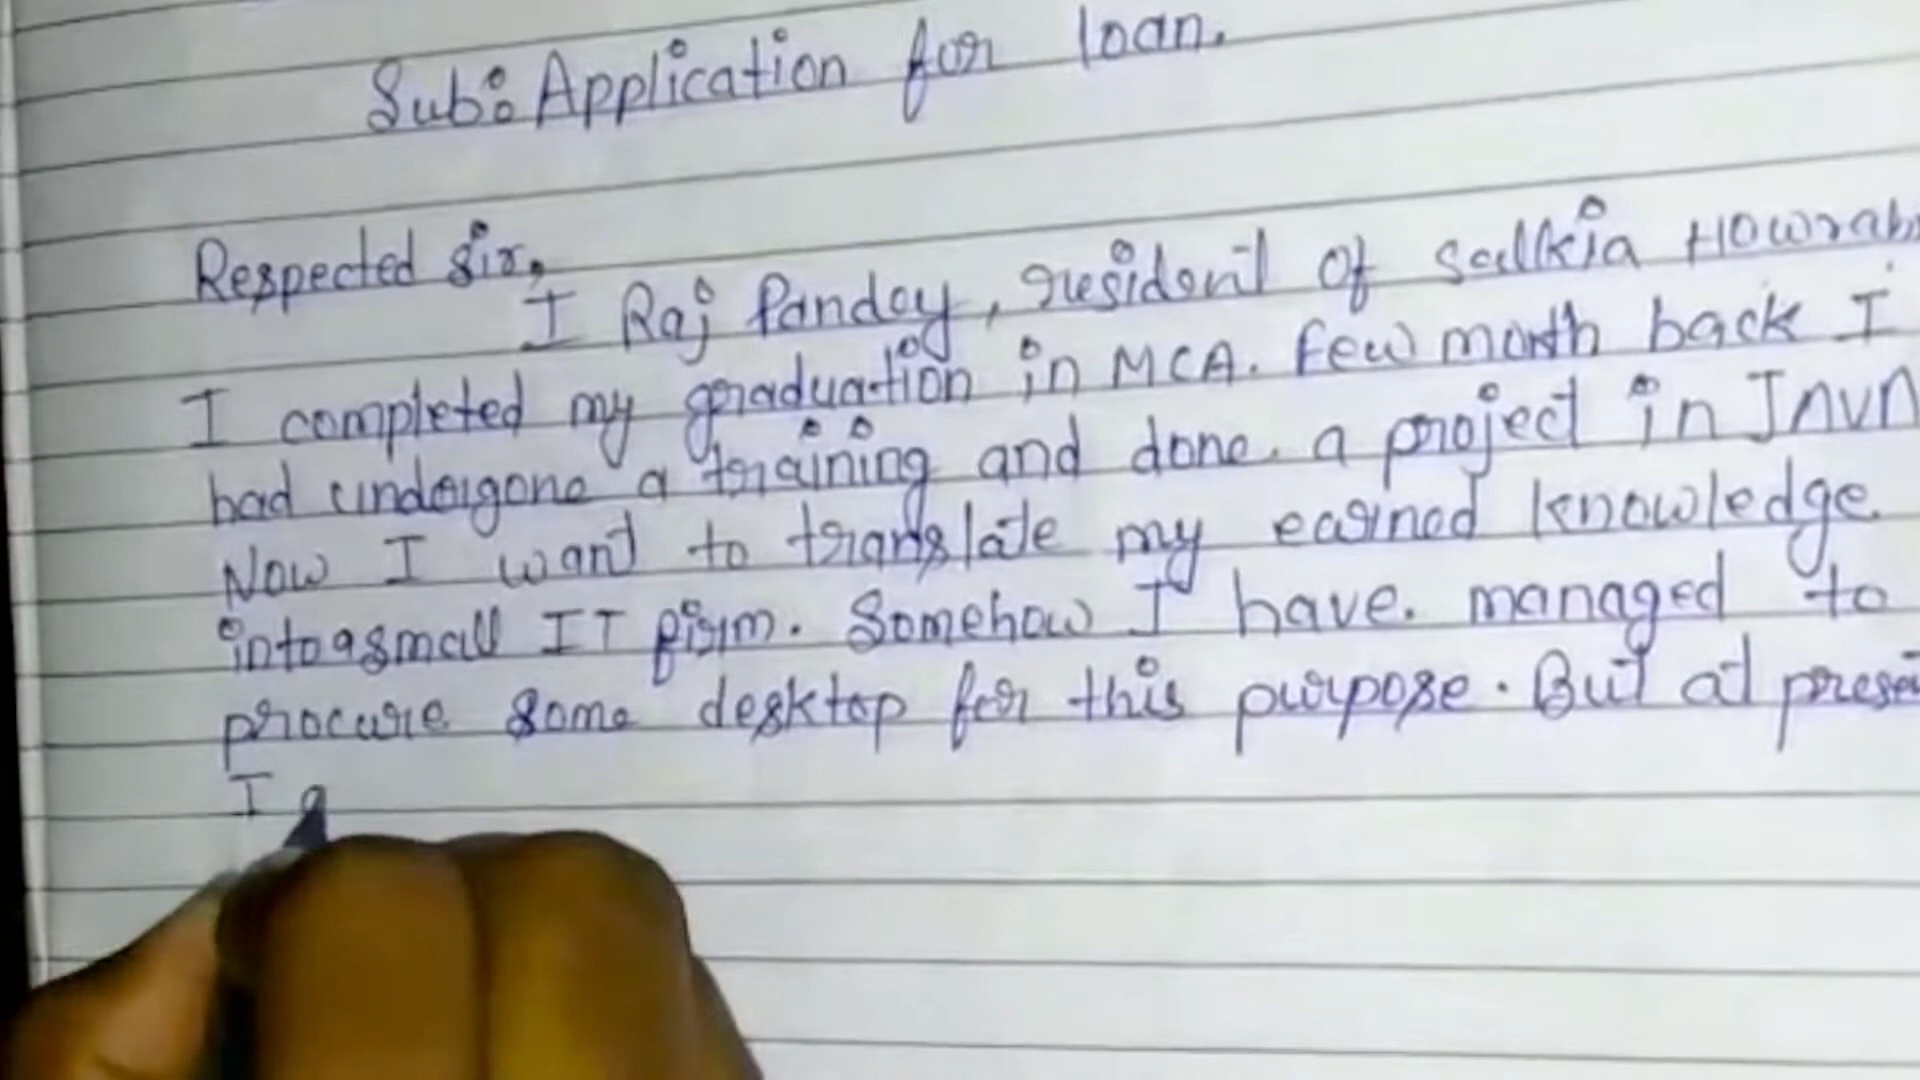 Sub: Application for loan.
Respected sir,
I Raj Pandey, resident of Salkia Howrah
I completed my graduation in MCA. few month back I
had undergone a training and done a project in
Now I want to translate my earned knowledge
into a small IT firm. Somehow I have managed to
procure some desktop for this purpose. But at prese
I a